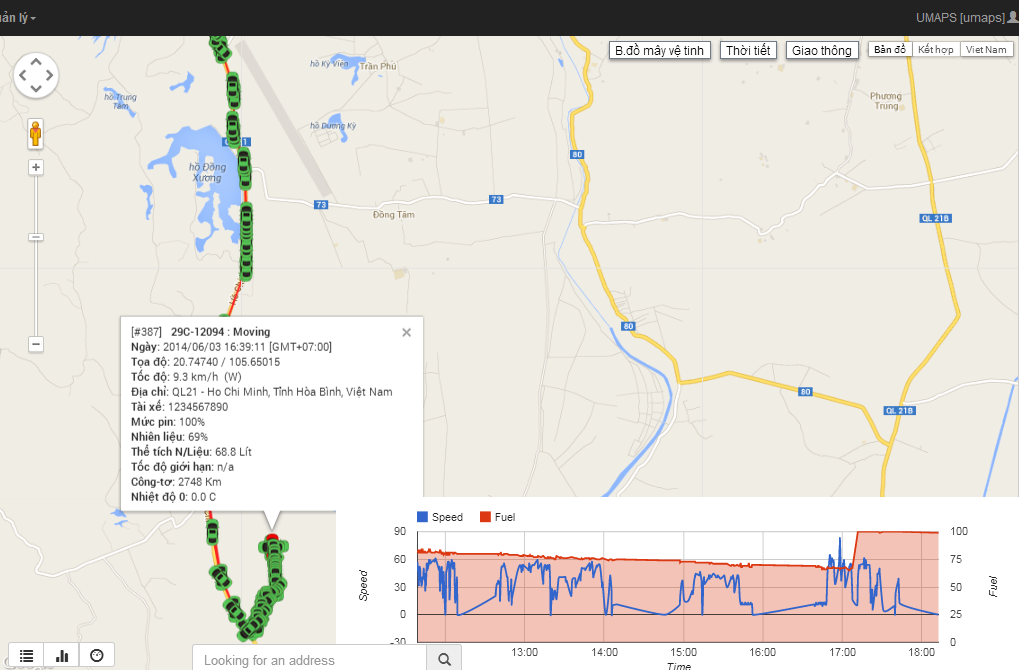 ản lý
UMAPS [umaps]
B.đồ mây vệ tinh
Thời tiết
Giao thông
Bản đồ
Kết hợp
Viet Nam
hồ Kỳ Viên
Trần Phú
hồ Trung Tấm
Phượng Trung
hồ Dương Kỳ
80
hồ Đồng Xương
73
73
Đồng Tâm
QL 21B
80
80
QL 21B
[#387] 29C-12094 : Moving
Ngày: 2014/06/03 16:39:11 [GMT+07:00]
Tọa độ: 20.74740 / 105.65015
Tốc độ: 9.3 km/h (W)
Địa chỉ: QL21 - Ho Chi Minh, Tỉnh Hòa Bình, Việt Nam
Tài xế: 1234567890
Mức pin: 100%
Nhiên liệu: 69%
Thể tích N/Liệu: 68.8 Lít
Tốc độ giới hạn: n/a
Công-tơ: 2748 Km
Nhiệt độ 0: 0.0 C
Speed
Fuel
90
60
30
0
-30
Speed
100
75
50
25
0
Fuel
13:00
14:00
15:00
16:00
17:00
18:00
Time
Looking for an address